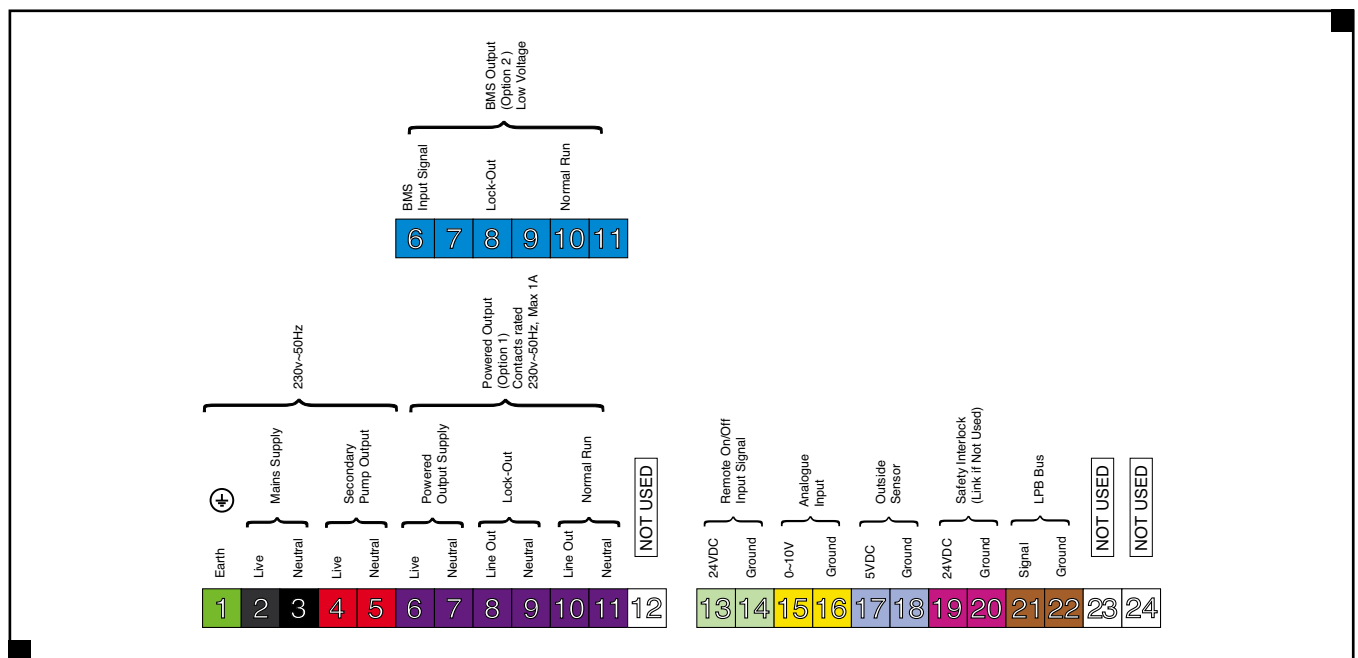 BMS Output
(Option 2 )
Low Voltage
BMS
Input Signal
Lock-Out
Normal Run
6 7 8 9 10 11
230v~50Hz
Powered Output
(Option 1)
Contacts rated
230v~50Hz, Max 1A
Mains Supply
Secondary
Pump Output
Powered
Output Supply
Lock-Out
Normal Run
NOT USED
Remote On/Off
Input Signal
Analogue
Input
Outside
Sensor
Safety Interlock
(Link if Not Used)
LPB Bus
NOT USED
NOT USED
Earth
Live
Neutral
Live
Neutral
Live
Neutral
Line Out
Neutral
Line Out
Neutral
24VDC
Ground
0~10V
Ground
5VDC
Ground
24VDC
Ground
Signal
Ground
1 2 3 4 5 6 7 8 9 10 11 12 13 14 15 16 17 18 19 20 21 22 23 24